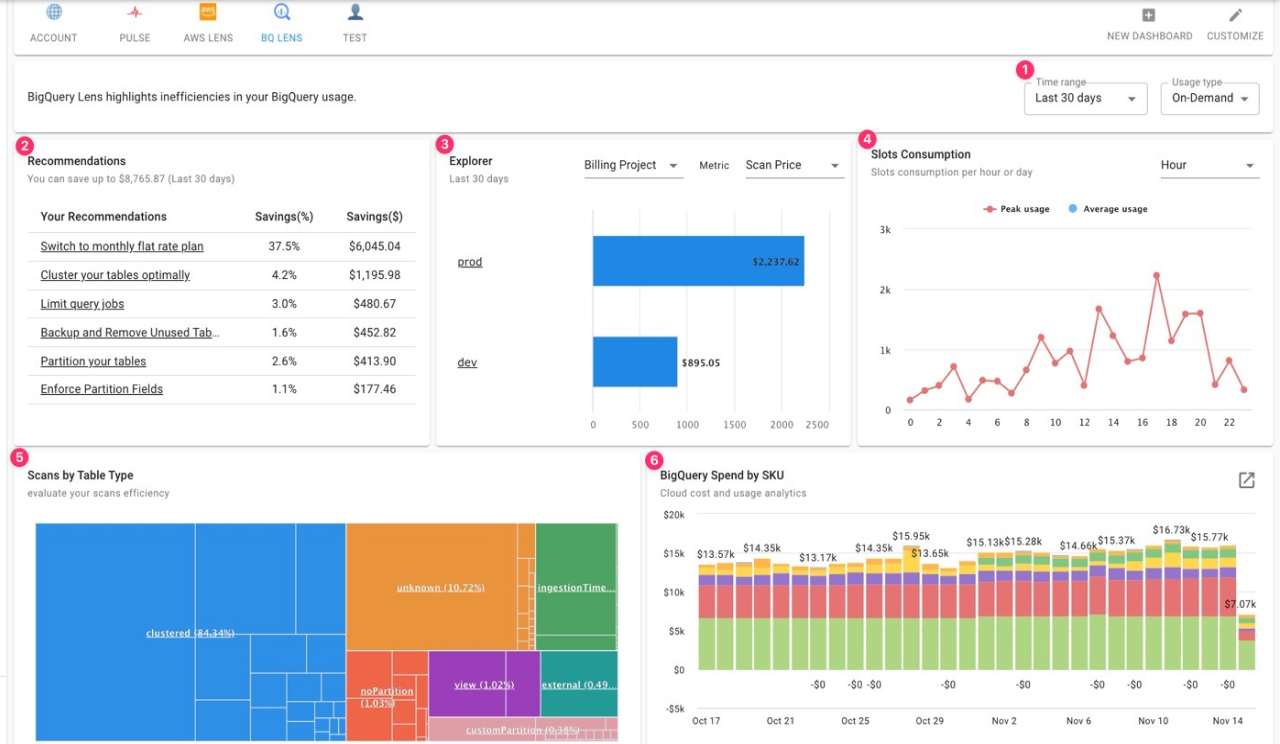 aws
ACCOUNT PULSE AWS LENS BQ LENS TEST NEW DASHBOARD CUSTOMIZE
1
Time range Usage type
BigQuery Lens highlights inefficiencies in your BigQuery usage. Last 30 days On-Demand
2
Recommendations
You can save up to $8,765.87 (Last 30 days)
Your Recommendations Savings(%) Savings($)
Switch to monthly flat rate plan 37.5% $6,045.04
Cluster your tables optimally 4.2% $1,195.98
Limit query jobs 3.0% $480.67
Backup and Remove Unused Tab... 1.6% $452.82
Partition your tables 2.6% $413.90
Enforce Partition Fields 1.1% $177.46
3
Explorer Billing Project Metric Scan Price
Last 30 days
prod $2,237.62
dev $895.05
0 500 1000 1500 2000 2500
4
Slots Consumption Hour
Slots consumption per hour or day
Peak usage Average usage
3k
2k
1k
0
0 2 4 6 8 10 12 14 16 18 20 22
5
Scans by Table Type
evaluate your scans efficiency
clustered (84.34%)
unknown (10.72%)
ingestionTime...
noPartition
(1.03%)
view (1.02%)
external (0.49...
customPartition (0.38%)
6
BigQuery Spend by SKU
Cloud cost and usage analytics
$20k
$15k
$10k
$5k
$0
-$5k
$13.57k $14.35k $13.17k $14.35k $15.95k $13.65k $15.13k $15.28k $14.66k $15.37k $16.73k $15.77k $7.07k
-$0 -$0 -$0 -$0 -$0 -$0 -$0 -$0 -$0
Oct 17 Oct 21 Oct 25 Oct 29 Nov 2 Nov 6 Nov 10 Nov 14